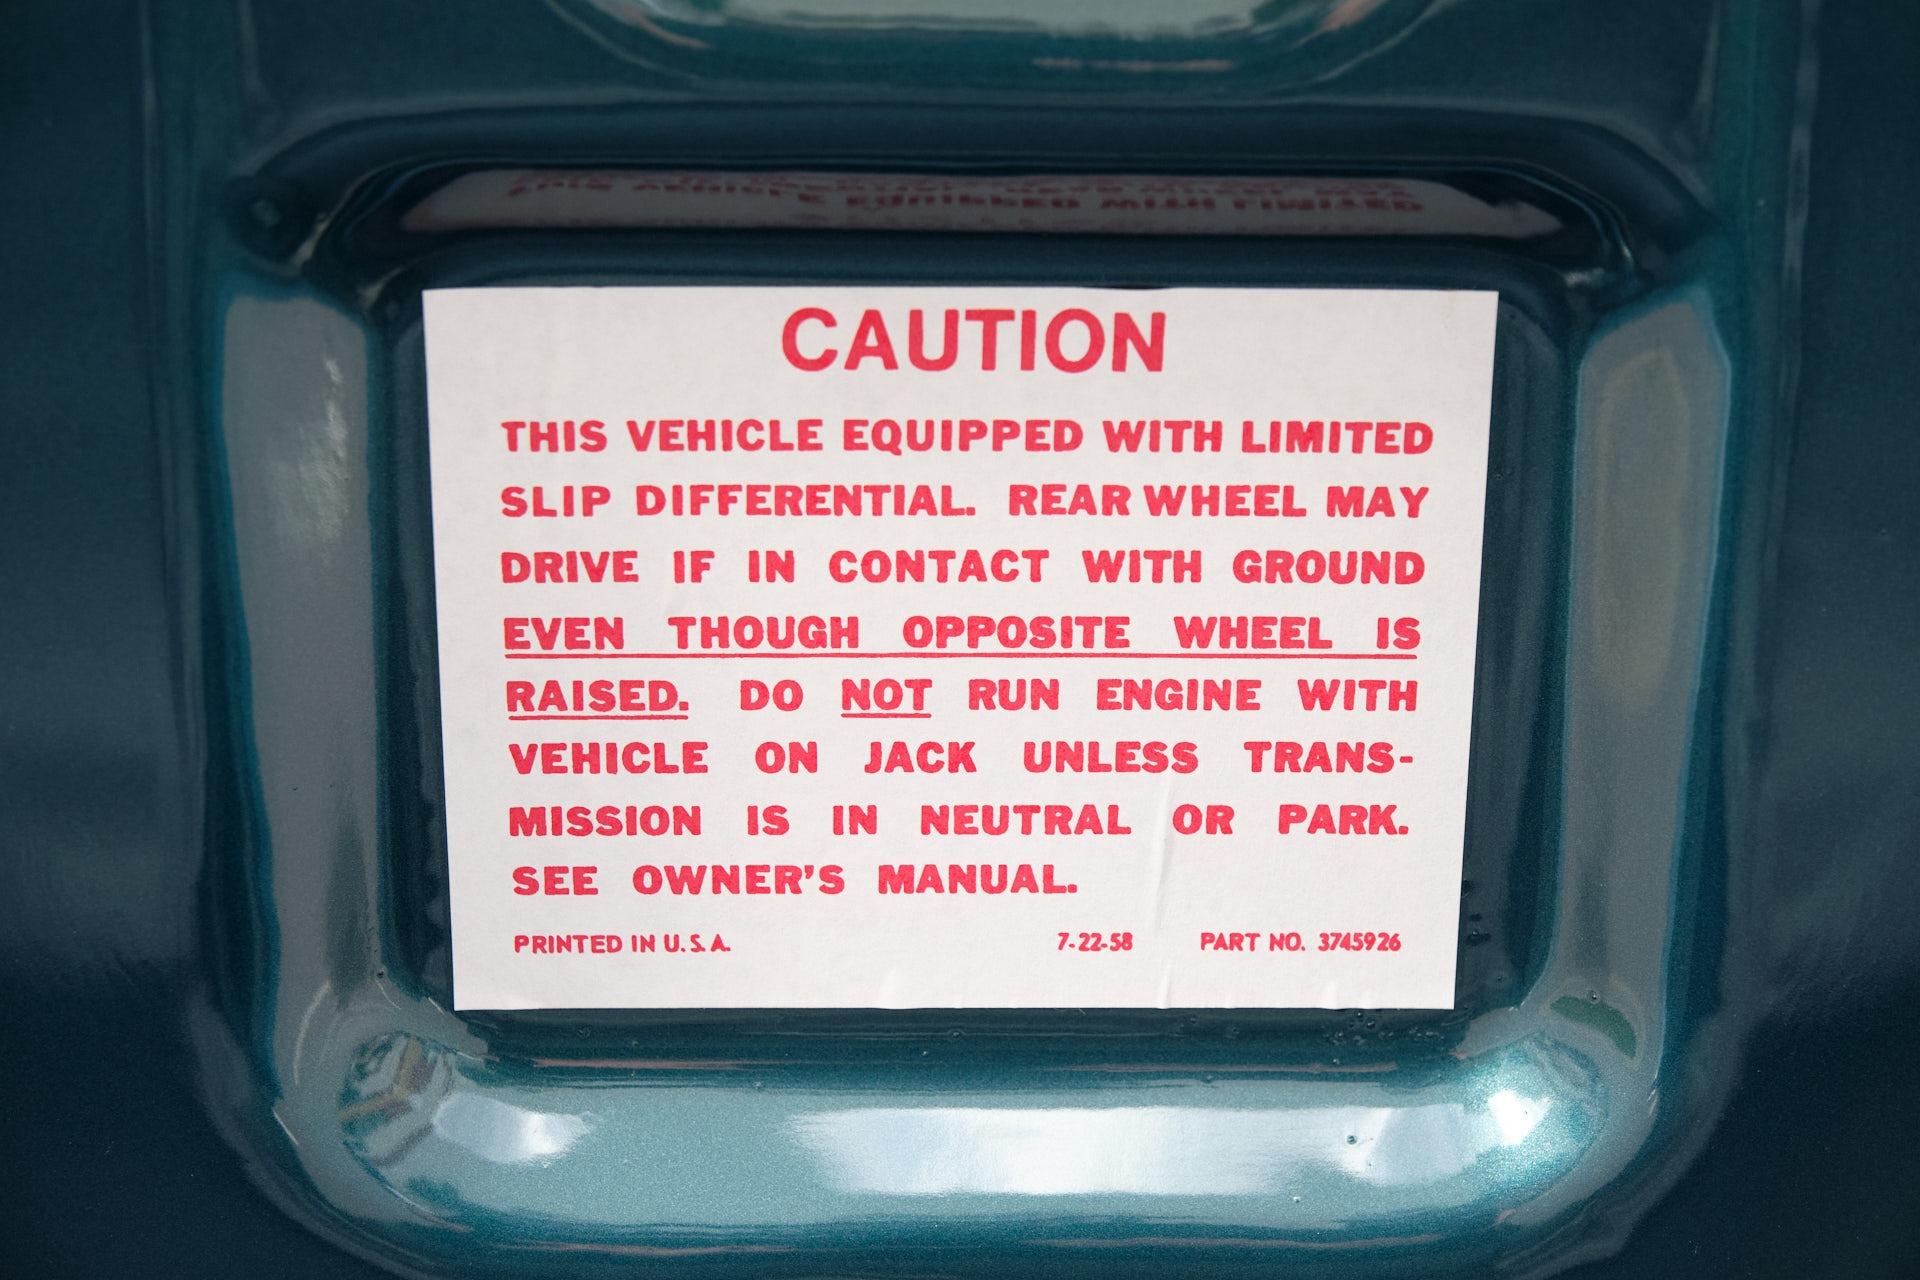 CAUTION
THIS VEHICLE EQUIPPED WITH LIMITED
SLIP DIFFERENTIAL. REAR WHEEL MAY
DRIVE IF IN CONTACT WITH GROUND
EVEN THOUGH OPPOSITE WHEEL IS
RAISED. DO NOT RUN ENGINE WITH
VEHICLE ON JACK UNLESS TRANS-
MISSION IS IN NEUTRAL OR PARK.
SEE OWNER'S MANUAL.
PRINTED IN U.S.A. 7-22-58 PART NO. 3745926